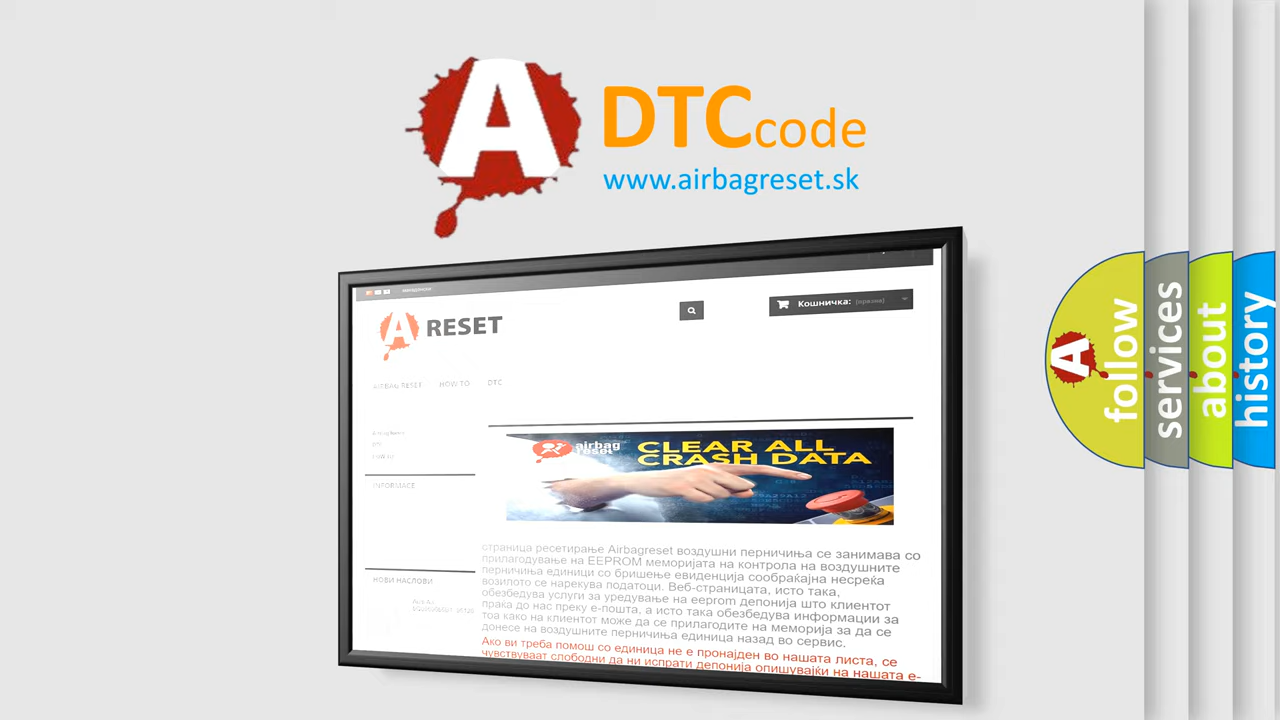 A
DTCcode
www.airbagreset.sk
A RESET
Кошничка: (празна)
AIRBAG RESET HOW TO DTC
airbag reset
CLEAR ALL
CRASH DATA
INFORMACE
страница ресетирање Airbagreset воздушни перничиња се занимава со
прилагодување на EEPROM меморијата на контрола на воздушните
перничиња единици со бришење евиденција сообраќајна несреќа
возилото се нарекува податоци. Веб-страницата, исто така,
обезбедува услуги за уредување на eeprom депонија што клиентот
праќа до нас преку е-пошта, а исто така обезбедува информации за
тоа како на клиентот може да се прилагодите на меморија за да се
донесе на воздушните перничиња единица назад во сервис.
Ако ви треба помош со единица не е пронајден во нашата листа, се
чувствуваат слободни да ни испрати депонија опишувајќи на нашата е-
НОВИ НАСЛОВИ
A follow
services
about
history